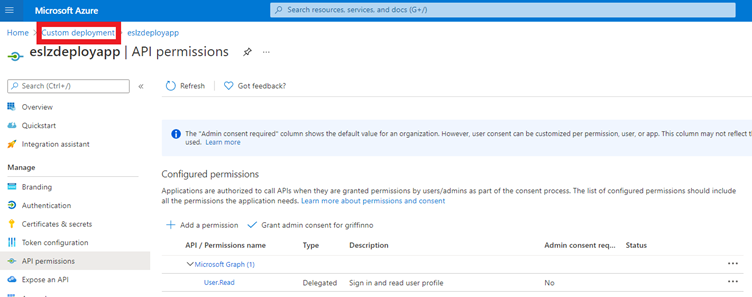 Microsoft Azure
Search resources, services, and docs (G+/)
Home > Custom deployment > eslzdeployapp
eslzdeployapp | API permissions
Search (Ctrl+/)
Refresh
Got feedback?
Overview
Quickstart
Integration assistant
Manage
Branding
Authentication
Certificates & secrets
Token configuration
API permissions
Expose an API
The "Admin consent required" column shows the default value for an organization. However, user consent can be customized per permission, user, or app. This column may not reflect t
used. Learn more
Configured permissions
Applications are authorized to call APIs when they are granted permissions by users/admins as part of the consent process. The list of configured permissions should include
all the permissions the application needs. Learn more about permissions and consent
Add a permission
Grant admin consent for griffinno
API / Permissions name Type Description Admin consent req... Status
Microsoft Graph (1)
User.Read Delegated Sign in and read user profile No